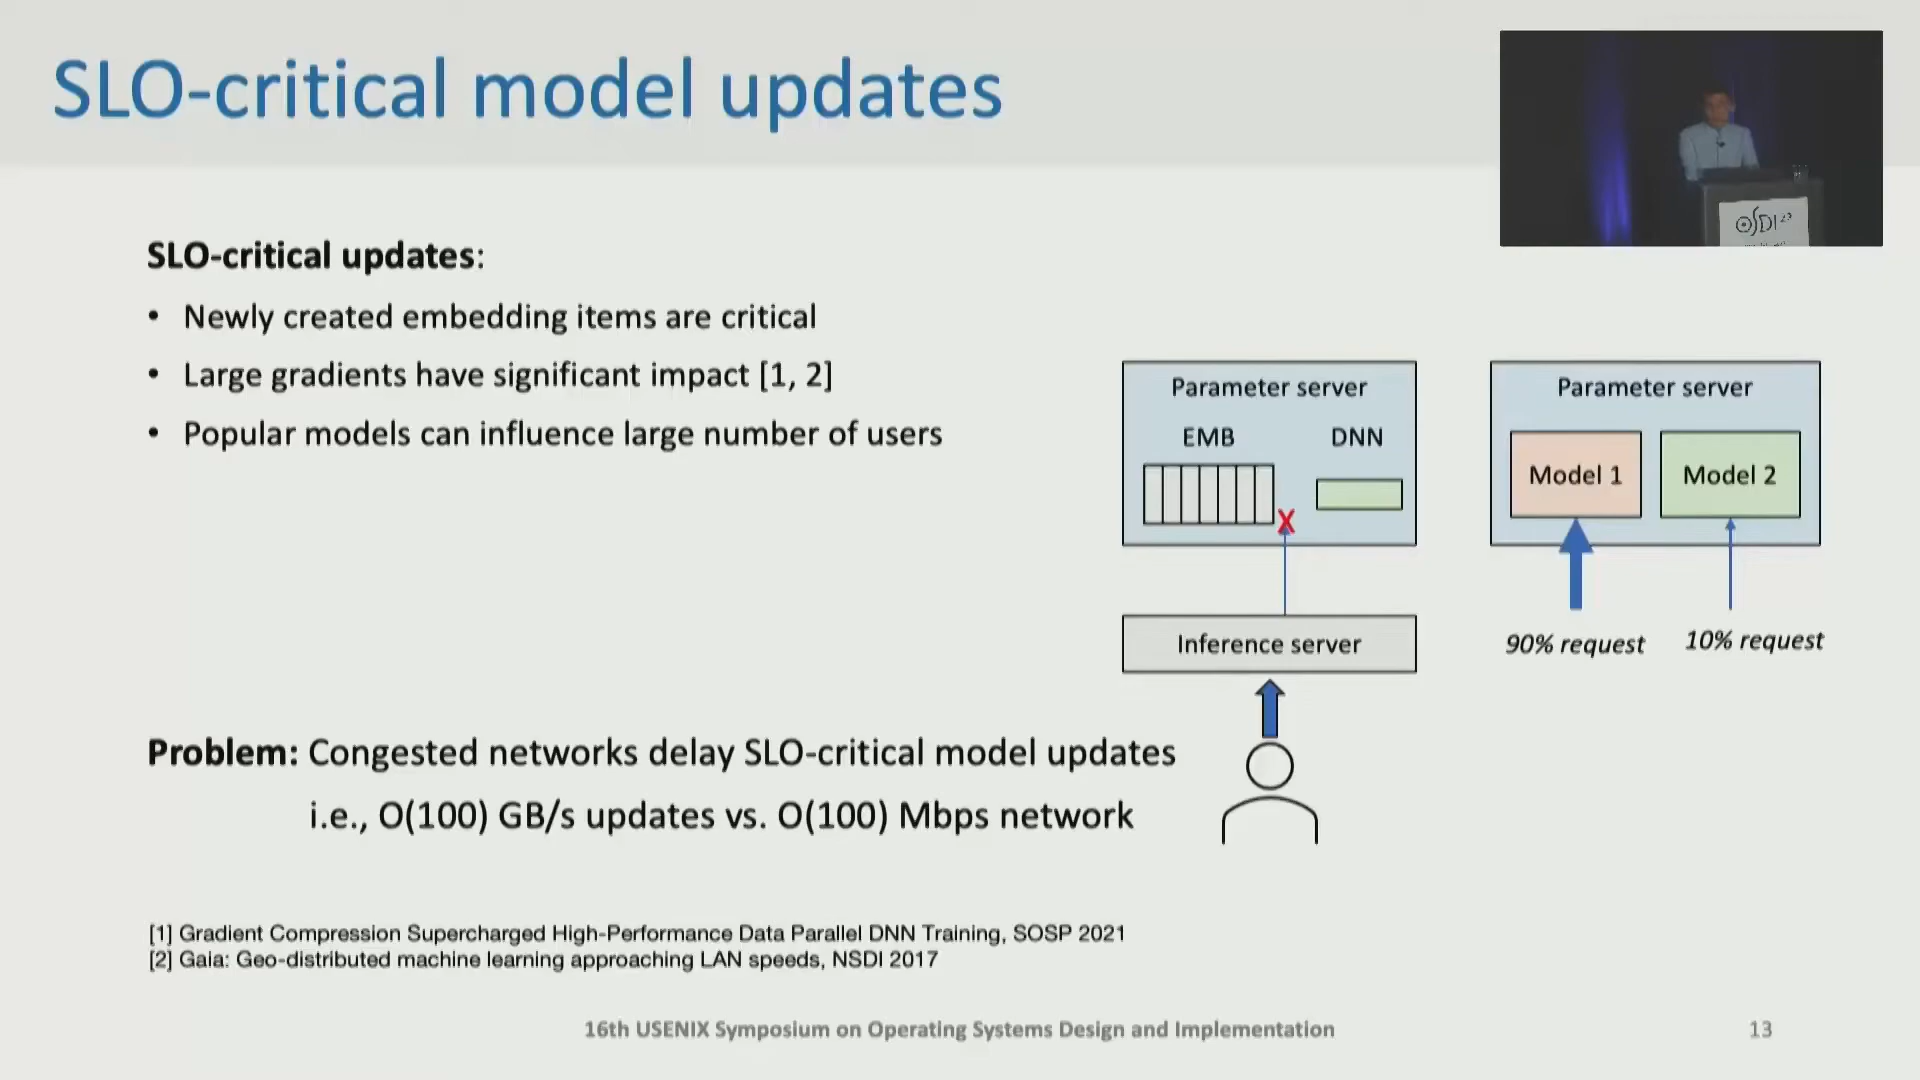 SLO-critical model updates
SLO-critical updates:
• Newly created embedding items are critical
• Large gradients have significant impact [1, 2]
• Popular models can influence large number of users
Parameter server
EMB DNN
X
Inference server
Parameter server
Model 1 Model 2
90% request 10% request
Problem: Congested networks delay SLO-critical model updates
i.e., O(100) GB/s updates vs. O(100) Mbps network
[1] Gradient Compression Supercharged High-Performance Data Parallel DNN Training, SOSP 2021
[2] Gaia: Geo-distributed machine learning approaching LAN speeds, NSDI 2017
16th USENIX Symposium on Operating Systems Design and Implementation
13
OSDI